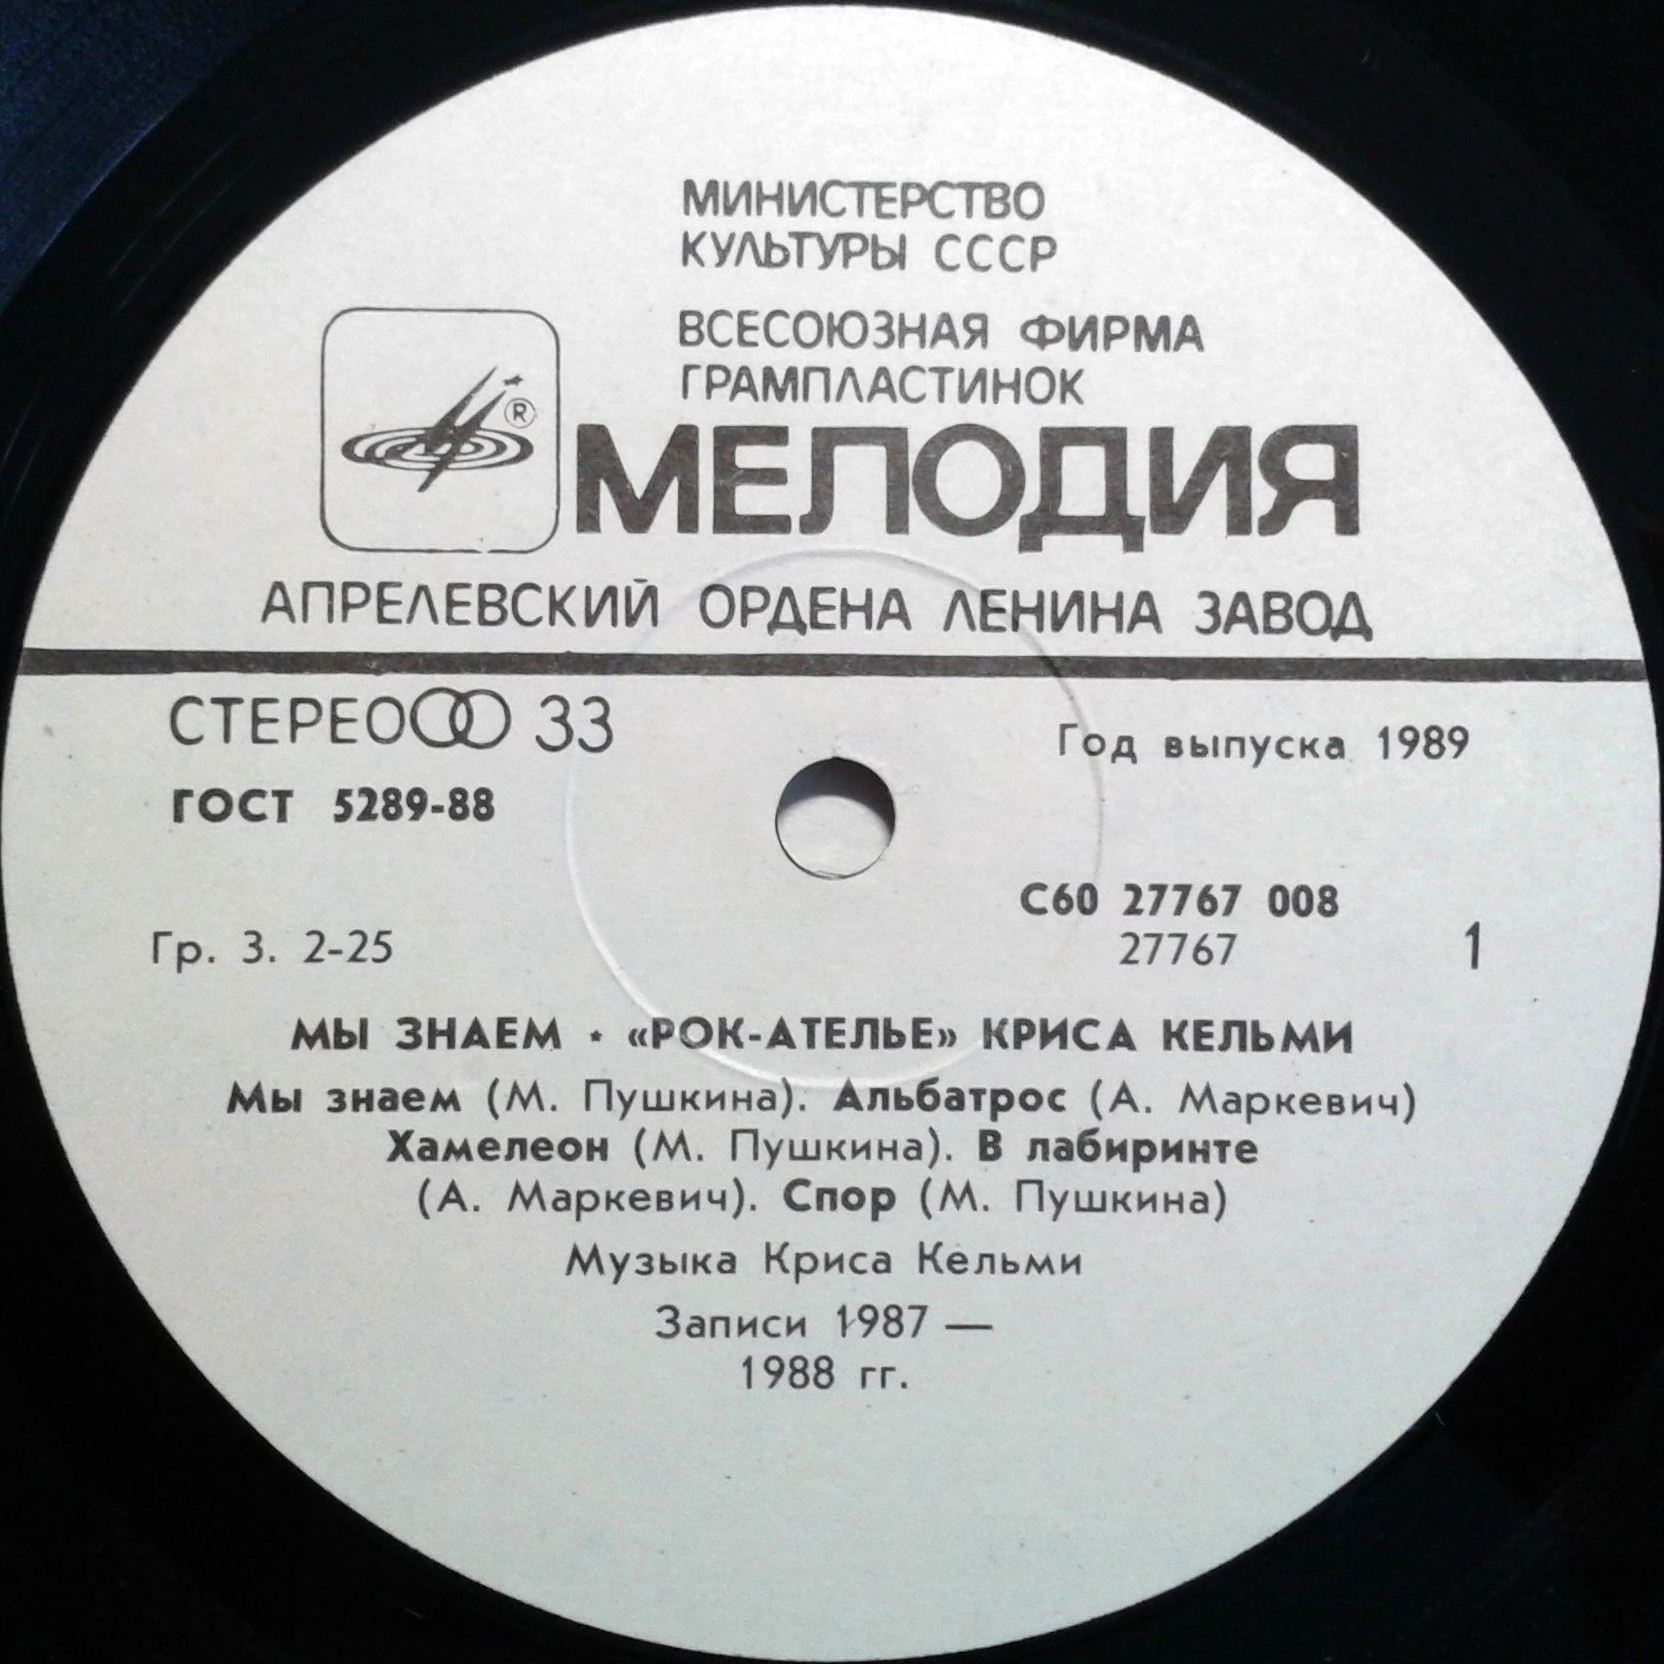 МИНИСТЕРСТВО
КУЛЬТУРЫ СССР
ВСЕСОЮЗНАЯ ФИРМА
ГРАМПЛАСТИНОК
®
МЕЛОДИЯ
АПРЕЛЕВСКИЙ ОРДЕНА ЛЕНИНА ЗАВОД
СТЕРЕО 33
Год выпуска 1989
ГОСТ 5289-88
С60 27767 008
Гр. 3. 2-25
27767
1
МЫ ЗНАЕМ • «РОК-АТЕЛЬЕ» КРИСА КЕЛЬМИ
Мы знаем (М. Пушкина). Альбатрос (А. Маркевич)
Хамелеон (М. Пушкина). В лабиринте
(А. Маркевич). Спор (М. Пушкина)
Музыка Криса Кельми
Записи 1987 —
1988 гг.